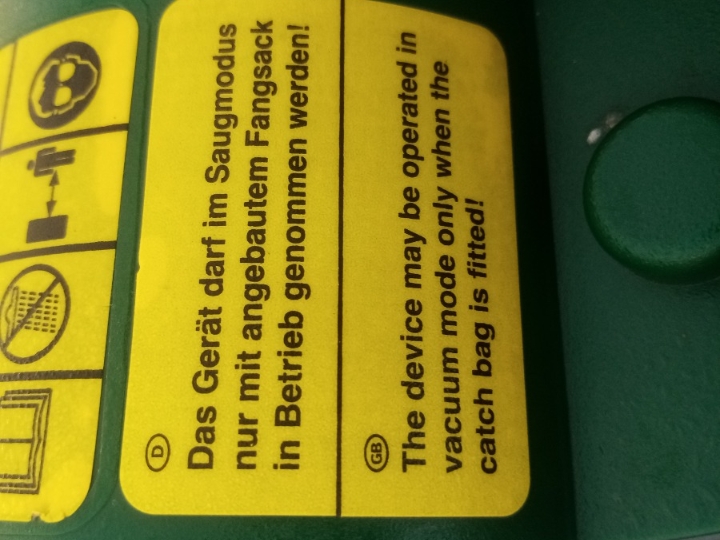 D
Das Gerät darf im Saugmodus
nur mit angebautem Fangsack
in Betrieb genommen werden!
GB
The device may be operated in
vacuum mode only when the
catch bag is fitted!